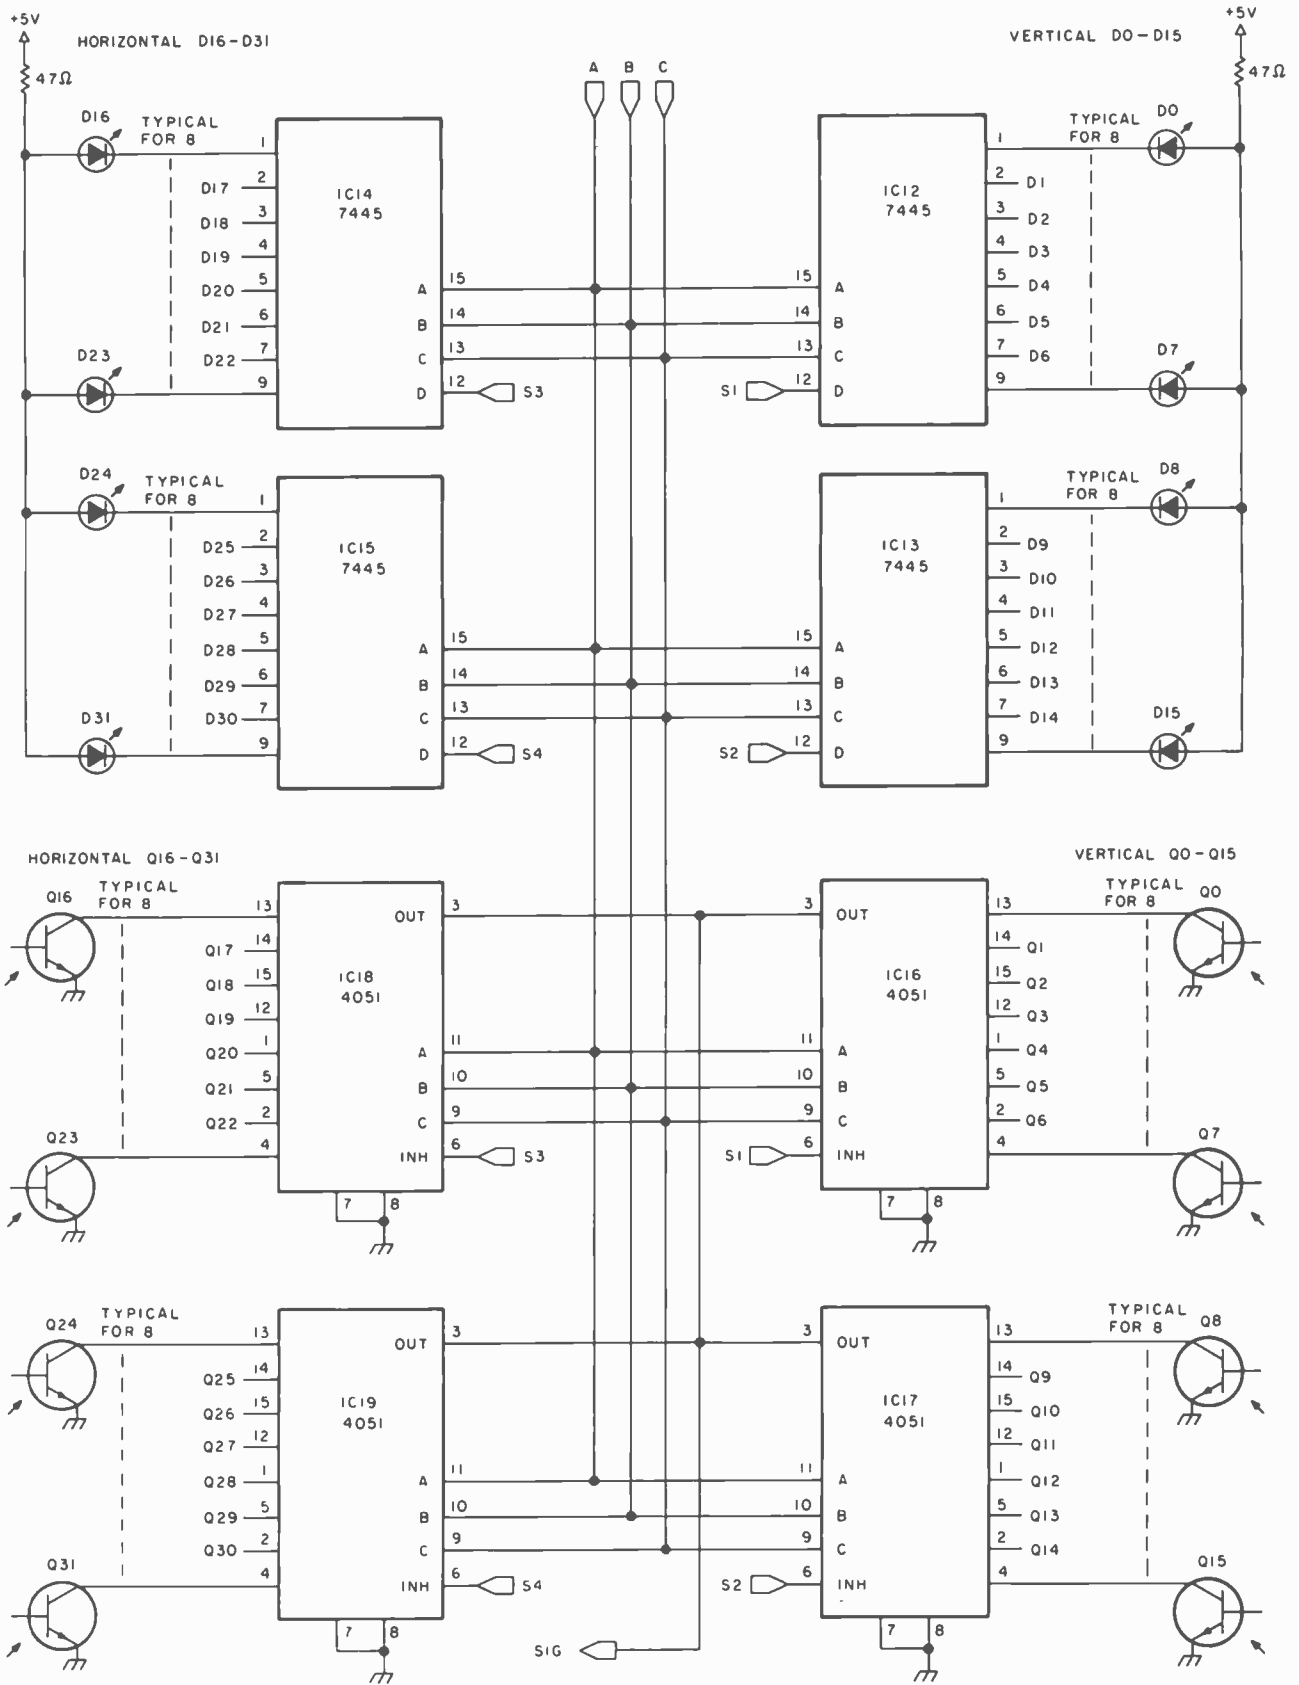 +5V
HORIZONTAL D16-D31
47Ω
A B C
VERTICAL D0-D15
+5V
47Ω
D16
TYPICAL
FOR 8
1
D17 2
D18 3
D19 4
D20 5
D21 6
D22 7
D23
9
IC14
7445
A 15
B 14
C 13
D 12 S3
IC12
7445
15 A
14 B
13 C
S1 12 D
TYPICAL
FOR 8
D0
1
2 D1
3 D2
4 D3
5 D4
6 D5
7 D6
D7
9
D24
TYPICAL
FOR 8
1
D25 2
D26 3
D27 4
D28 5
D29 6
D30 7
D31
9
IC15
7445
A 15
B 14
C 13
D 12 S4
IC13
7445
15 A
14 B
13 C
S2 12 D
TYPICAL
FOR 8
D8
1
2 D9
3 D10
4 D11
5 D12
6 D13
7 D14
D15
9
HORIZONTAL Q16-Q31
Q16
TYPICAL
FOR 8
13
Q17 14
Q18 15
Q19 12
Q20 1
Q21 5
Q22 2
Q23
4
OUT 3
IC18
4051
A 11
B 10
C 9
INH 6 S3
7 8
VERTICAL Q0-Q15
3 OUT
IC16
4051
11 A
10 B
9 C
S1 6 INH
7 8
TYPICAL
FOR 8
Q0
13
14 Q1
15 Q2
12 Q3
1 Q4
5 Q5
2 Q6
Q7
4
Q24
TYPICAL
FOR 8
13
Q25 14
Q26 15
Q27 12
Q28 1
Q29 5
Q30 2
Q31
4
OUT 3
IC19
4051
A 11
B 10
C 9
INH 6 S4
7 8
3 OUT
IC17
4051
11 A
10 B
9 C
S2 6 INH
7 8
TYPICAL
FOR 8
Q8
13
14 Q9
15 Q10
12 Q11
1 Q12
5 Q13
2 Q14
Q15
4
SIG